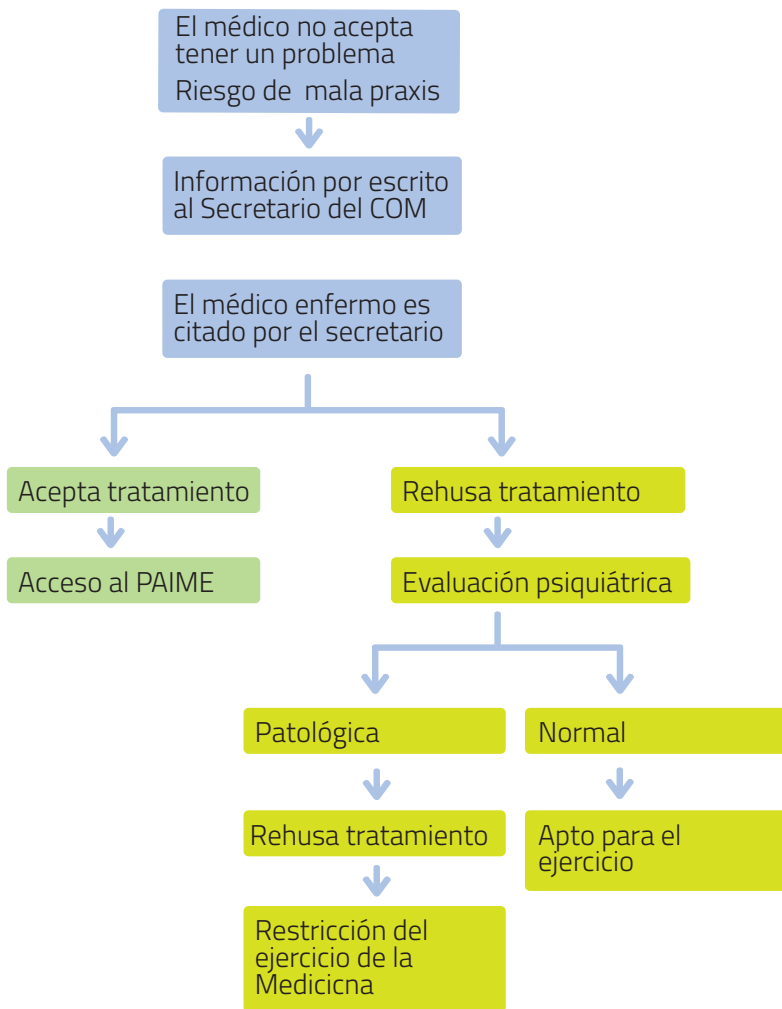 El médico no acepta
tener un problema
Riesgo de mala praxis
Información por escrito
al Secretario del COM
El médico enfermo es
citado por el secretario
Acepta tratamiento
Rehusa tratamiento
Acceso al PAIME
Evaluación psiquiátrica
Patológica
Normal
Rehusa tratamiento
Apto para el
ejercicio
Restricción del
ejercicio de la
Medicicna